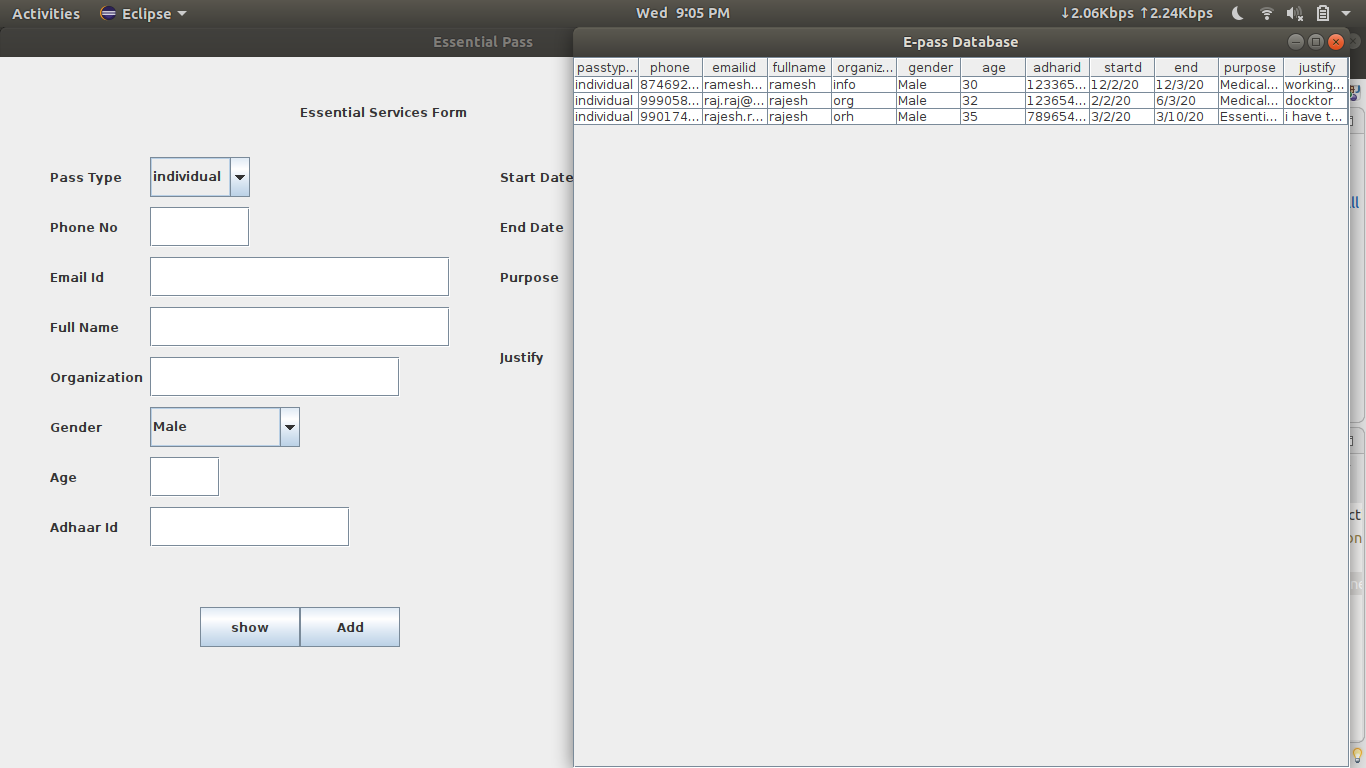 Activities Eclipse Wed 9:05 PM ↓2.06Kbps ↑2.24Kbps
Essential Pass
Essential Services Form
Pass Type individual
Phone No
Email Id
Full Name
Organization
Gender Male
Age
Adhaar Id
show Add
Start Date
End Date
Purpose
Justify
E-pass Database
passtyp... phone emailid fullname organiz... gender age adharid startd end purpose justify
individual 874692... ramesh... ramesh info Male 30 123365... 12/2/20 12/3/20 Medical... working...
individual 999058... raj.raj@... rajesh org Male 32 123654... 2/2/20 6/3/20 Medical... docktor
individual 990174... rajesh.r... rajesh orh Male 35 789654... 3/2/20 3/10/20 Essenti... i have t...
ll
ct
on